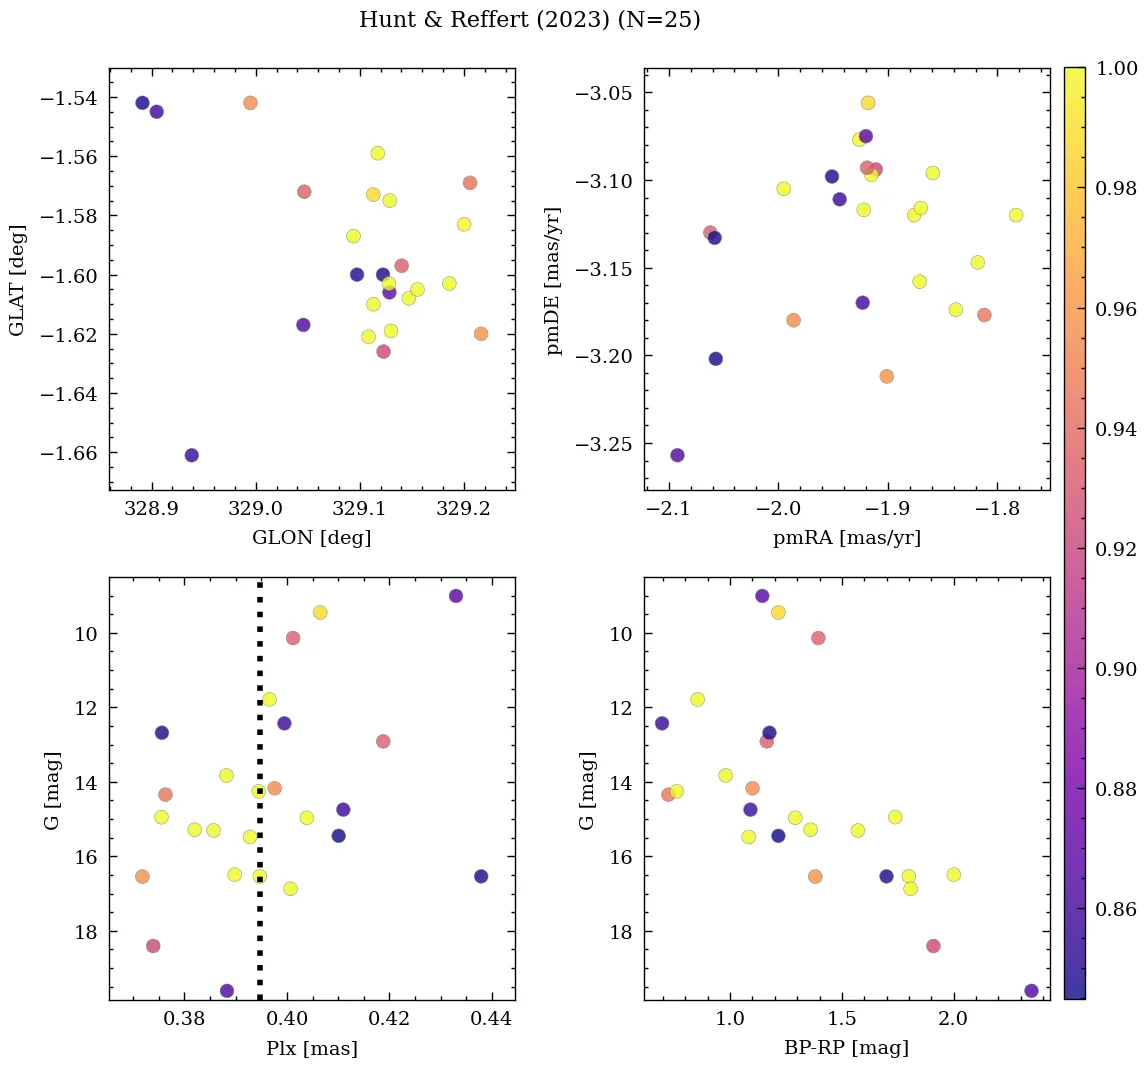 Hunt & Reffert (2023) (N=25)
−1.54
−1.56
−1.58
−1.60
−1.62
−1.64
−1.66
GLAT [deg]
328.9 329.0 329.1 329.2
GLON [deg]
−3.05
−3.10
−3.15
−3.20
−3.25
pmDE [mas/yr]
−2.1 −2.0 −1.9 −1.8
pmRA [mas/yr]
1.00
0.98
0.96
0.94
0.92
0.90
0.88
0.86
10
12
14
16
18
G [mag]
0.38 0.40 0.42 0.44
Plx [mas]
10
12
14
16
18
G [mag]
1.0 1.5 2.0
BP-RP [mag]